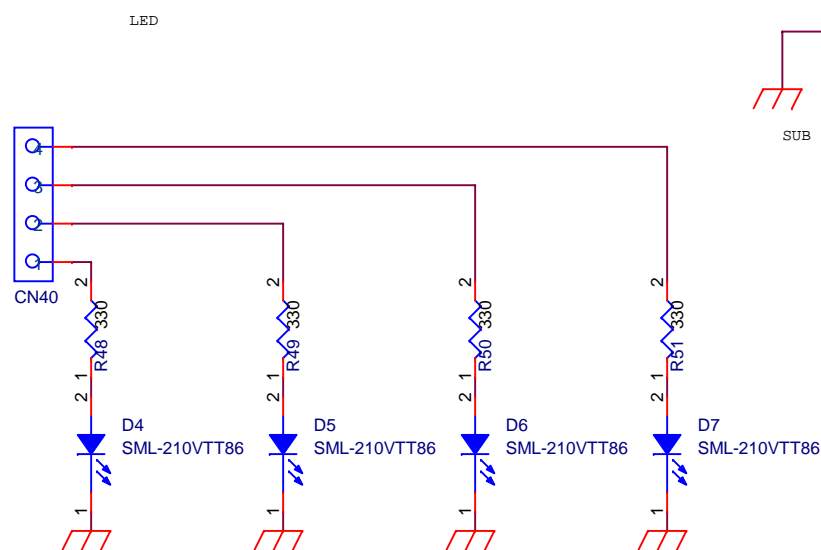 LED
SUB
4
3
2
1
CN40
2
2
2
2
330
330
330
330
R48
R49
R50
R51
1
1
1
1
2
2
2
2
D4
D5
D6
D7
SML-210VTT86
SML-210VTT86
SML-210VTT86
SML-210VTT86
1
1
1
1